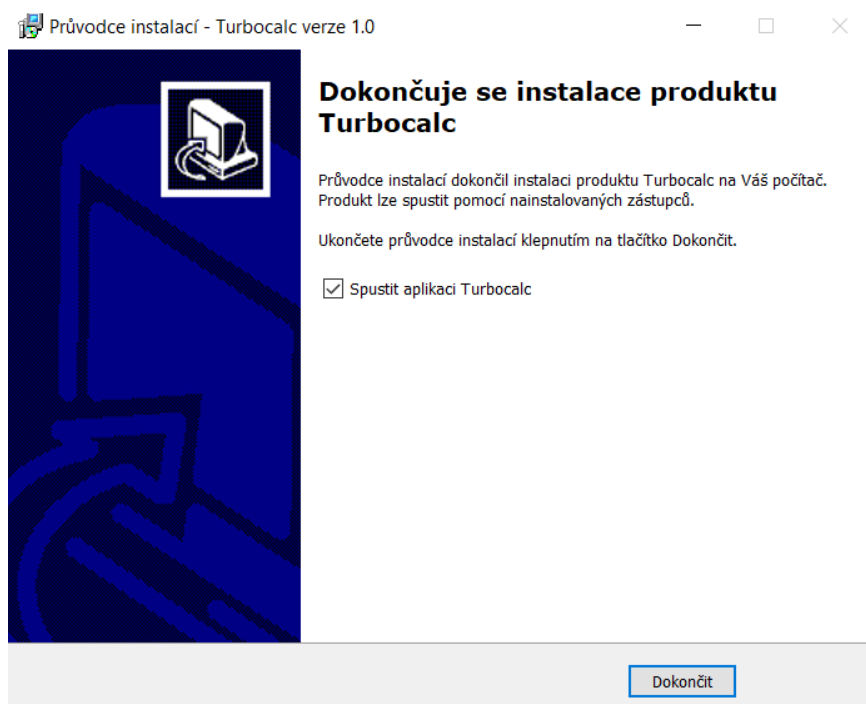 Průvodce instalací - Turbocalc verze 1.0
Dokončuje se instalace produktu
Turbocalc
Průvodce instalací dokončil instalaci produktu Turbocalc na Váš počítač.
Produkt lze spustit pomocí nainstalovaných zástupců.
Ukončete průvodce instalací klepnutím na tlačítko Dokončit.
Spustit aplikaci Turbocalc
Dokončit